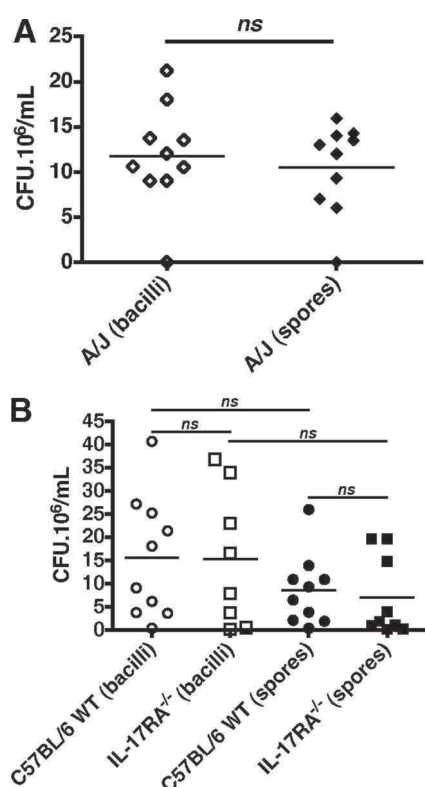 A
ns
CFU.10⁶/mL
25
20
15
10
5
0
A/J (bacilli)
A/J (spores)
B
ns
ns
ns
ns
CFU.10⁶/mL
45
40
35
30
25
20
15
10
5
0
C57BL/6 WT (bacilli)
IL-17RA⁻/⁻ (bacilli)
C57BL/6 WT (spores)
IL-17RA⁻/⁻ (spores)